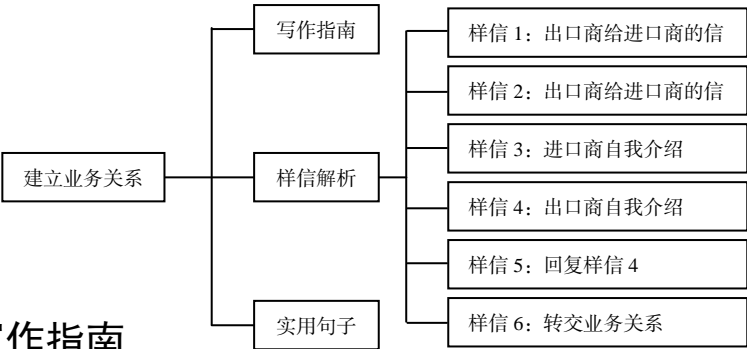 写作指南
样信 1：出口商给进口商的信
样信 2：出口商给进口商的信
样信 3：进口商自我介绍
建立业务关系
样信解析
样信 4：出口商自我介绍
样信 5：回复样信 4
实用句子
样信 6：转交业务关系
写作指南